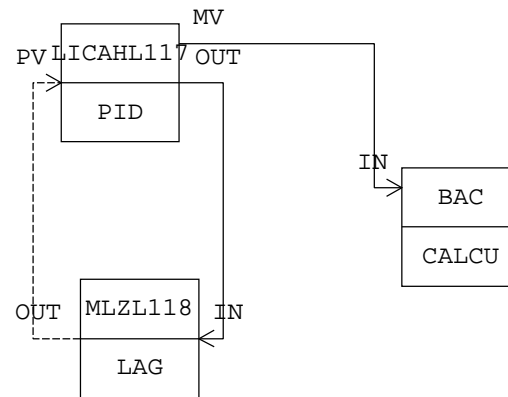 MV
PV LICAHL117 OUT
PID
IN
BAC
CALCU
OUT MLZL118 IN
LAG